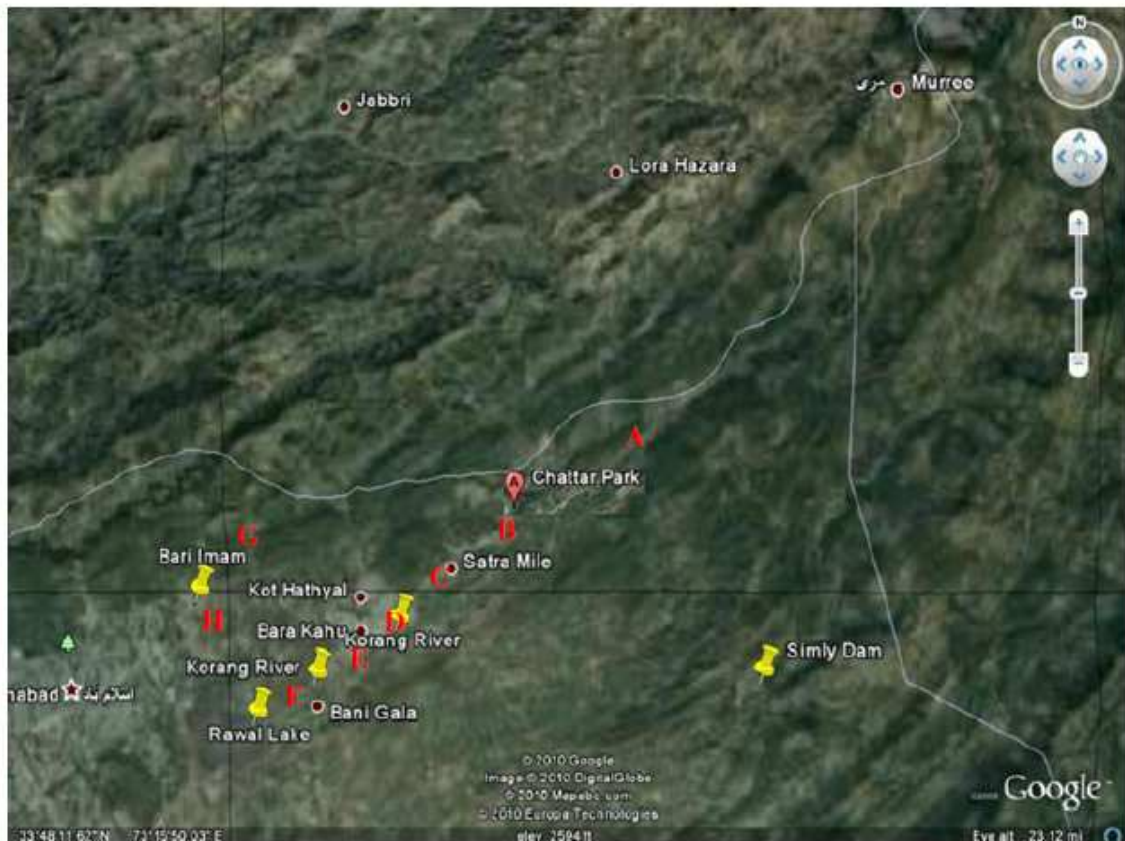 N
مری Murree
Jabbri
Lora Hazara
A
A
Chattar Park
B
G
Bari Imam
Satra Mile
C
Kot Hathyal
H
D
Bara Kahu
Korang River
E
Korang River
Simly Dam
nabad اسلام آباد
F
Bani Gala
Rawal Lake
© 2010 Google
Image © 2010 DigitalGlobe
© 2010 Mapabc.com
© 2010 Europa Technologies
©2010 Google
33°48'11.62"N 73°15'50.03"E elev 2594 ft Eye alt 23.12 mi